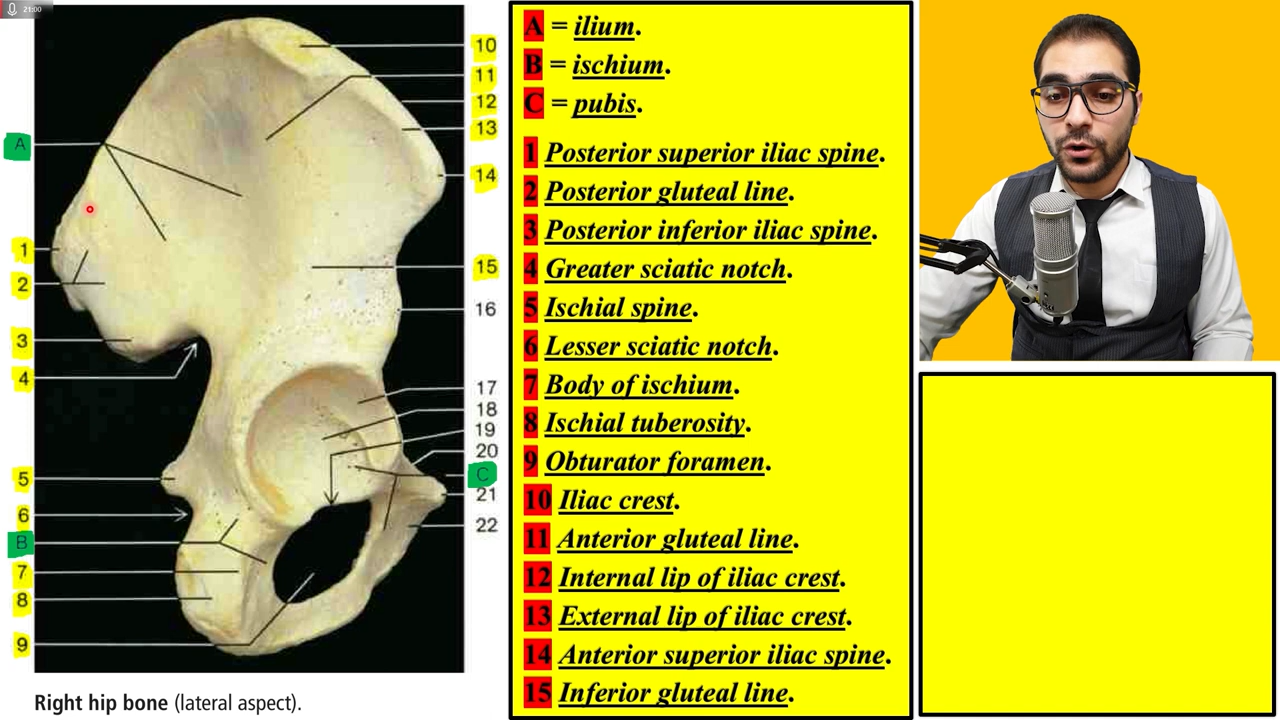 21:00
10
11
A
12
13
14
1
2
15
3
16
4
17
18
19
20
5
C
21
6
22
B
7
8
9
Right hip bone (lateral aspect).
A = ilium.
B = ischium.
C = pubis.
1 Posterior superior iliac spine.
2 Posterior gluteal line.
3 Posterior inferior iliac spine.
4 Greater sciatic notch.
5 Ischial spine.
6 Lesser sciatic notch.
7 Body of ischium.
8 Ischial tuberosity.
9 Obturator foramen.
10 Iliac crest.
11 Anterior gluteal line.
12 Internal lip of iliac crest.
13 External lip of iliac crest.
14 Anterior superior iliac spine.
15 Inferior gluteal line.